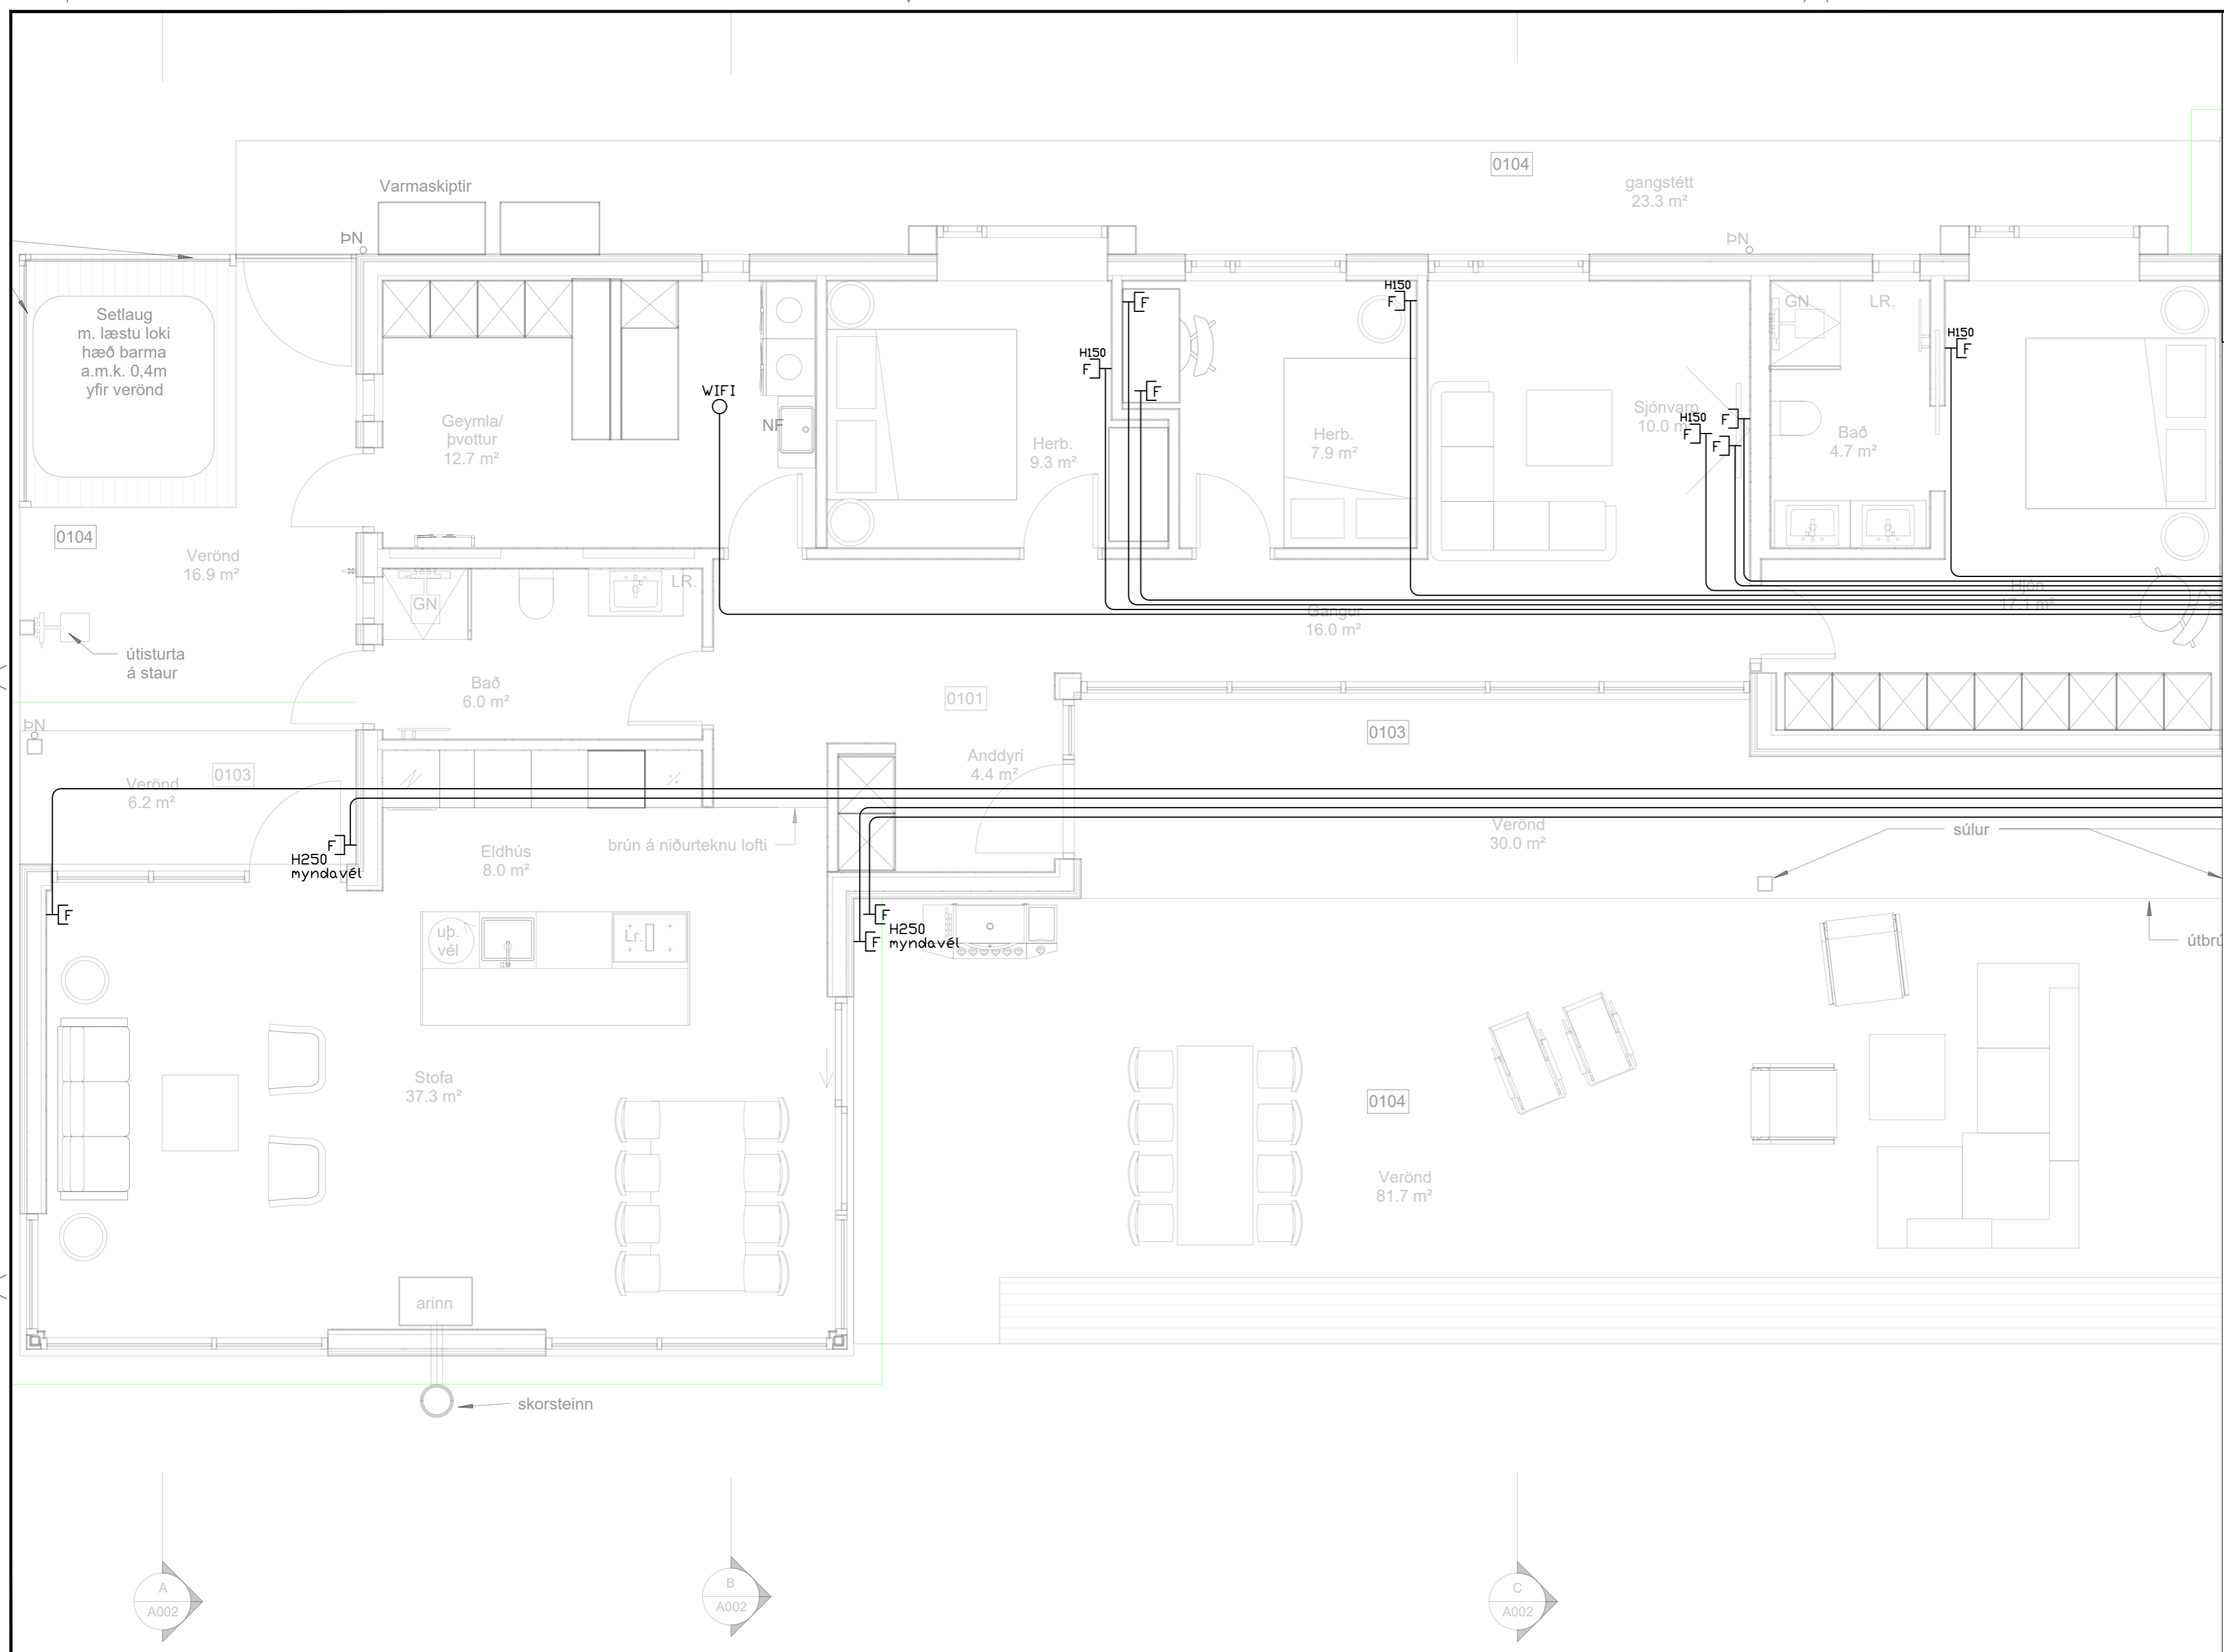 0104
Varmaskiptir
gangstétt
23.3 m²
ÞN
ÞN
Setlaug
m. læstu loki
hæð barma
a.m.k. 0,4m
yfir verönd
F
H150
F
GN
LR.
H150
F
H150
F
WIFI
F
Geymla/
þvottur
12.7 m²
NF
Herb.
9.3 m²
Herb.
7.9 m²
Sjónvarp
10.0 m
H150
F
F
F
Bað
4.7 m²
0104
Verönd
16.9 m²
GN
LR.
Gangur
16.0 m²
Hjón
17.1 m²
útisturta
á staur
Bað
6.0 m²
0101
ÞN
0103
Anddyri
4.4 m²
Verönd
6.2 m²
0103
F
H250
myndavél
Eldhús
8.0 m²
brún á niðurteknu lofti
Verönd
30.0 m²
súlur
F
F
H250
F
myndavél
uþ.
vél
Lr.
útbrú
Stofa
37.3 m²
0104
Verönd
81.7 m²
arinn
skorsteinn
A
A002
B
A002
C
A002